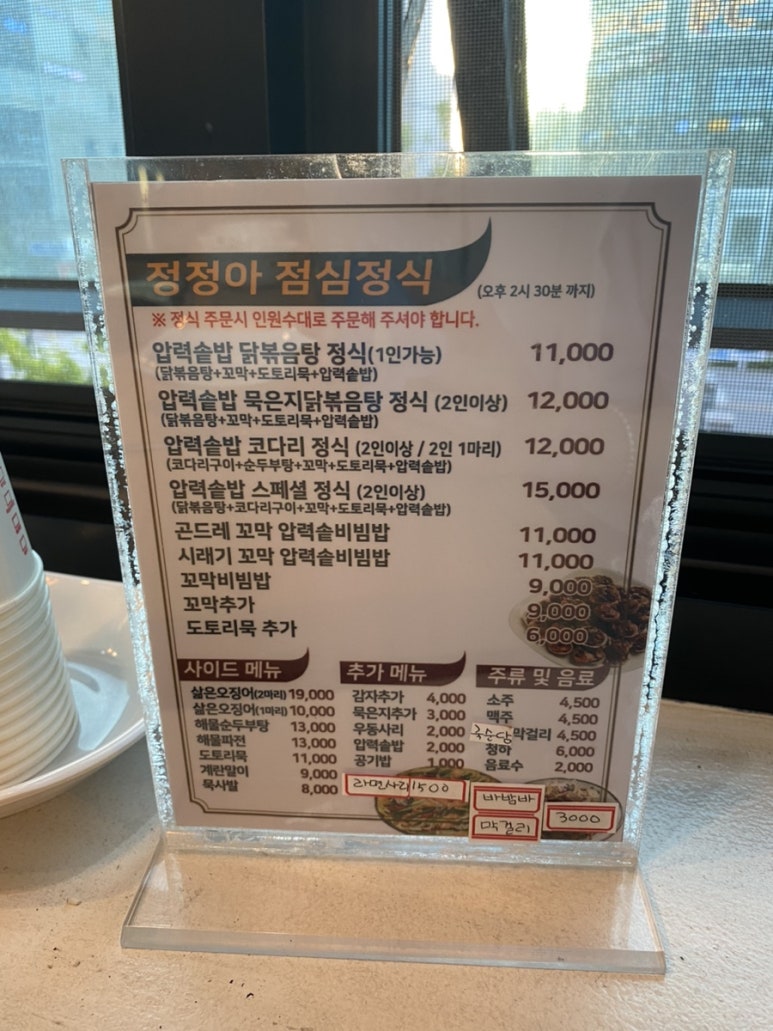 정정아 점심정식 (오후 2시 30분 까지)
※ 정식 주문시 인원수대로 주문해 주셔야 합니다.
압력솥밥 닭볶음탕 정식(1인가능) 11,000
(닭볶음탕+꼬막+도토리묵+압력솥밥)
압력솥밥 묵은지닭볶음탕 정식 (2인이상) 12,000
(닭볶음탕+꼬막+도토리묵+압력솥밥)
압력솥밥 코다리 정식 (2인이상 / 2인 1마리) 12,000
(코다리구이+순두부탕+꼬막+도토리묵+압력솥밥)
압력솥밥 스페셜 정식 (2인이상) 15,000
(닭볶음탕+코다리구이+꼬막+도토리묵+압력솥밥)
곤드레 꼬막 압력솥비빔밥 11,000
시래기 꼬막 압력솥비빔밥 11,000
꼬막비빔밥 9,000
꼬막추가 9,000
도토리묵 추가 6,000
사이드 메뉴
삶은오징어(2마리) 19,000
삶은오징어(1마리) 10,000
해물순두부탕 13,000
해물파전 13,000
도토리묵 11,000
계란말이 9,000
묵사발 8,000
추가 메뉴
감자추가 4,000
묵은지추가 3,000
우동사리 2,000
압력솥밥 2,000
공기밥 1,000
라면사리 1500
주류 및 음료
소주 4,500
맥주 4,500
국순당 막걸리 4,500
청하 6,000
음료수 2,000
바밤바
막걸리 3000